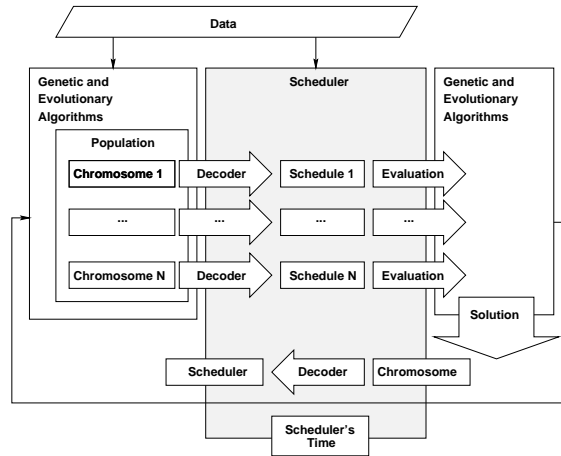 Data
Genetic and
Evolutionary
Algorithms
Scheduler
Genetic and
Evolutionary
Algorithms
Population
Chromosome 1
Decoder
Schedule 1
Evaluation
...
...
...
...
Chromosome N
Decoder
Schedule N
Evaluation
Solution
Scheduler
Decoder
Chromosome
Scheduler's
Time